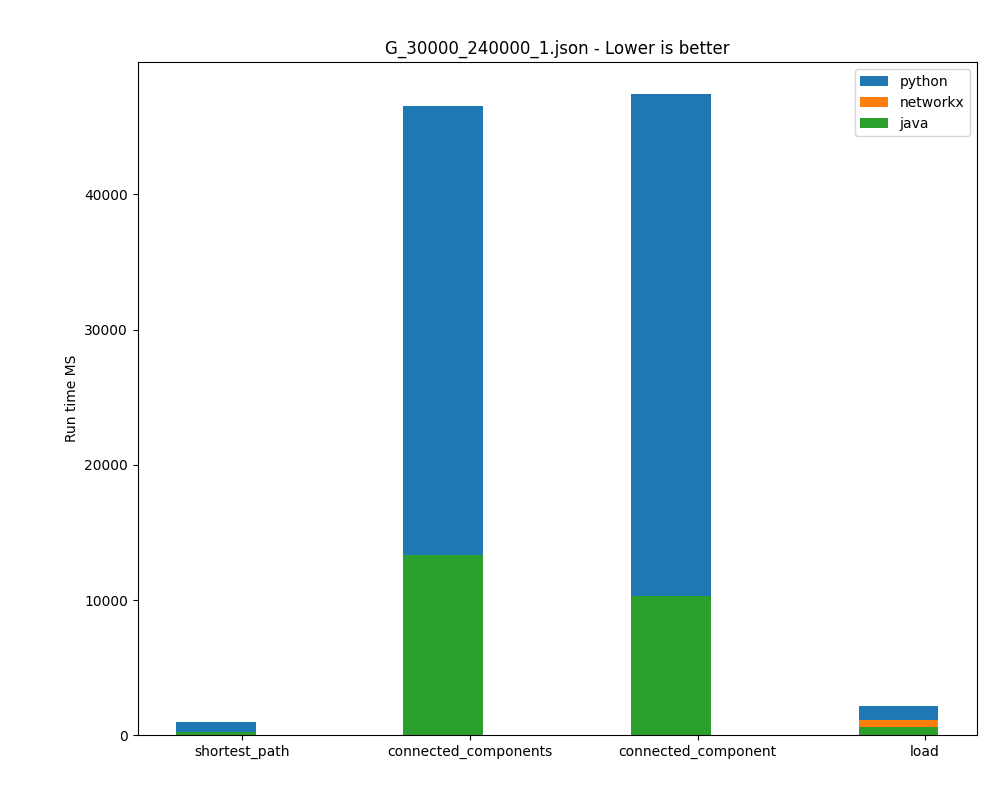 G_30000_240000_1.json - Lower is better
python
networkx
java
Run time MS
40000
30000
20000
10000
0
shortest_path
connected_components
connected_component
load